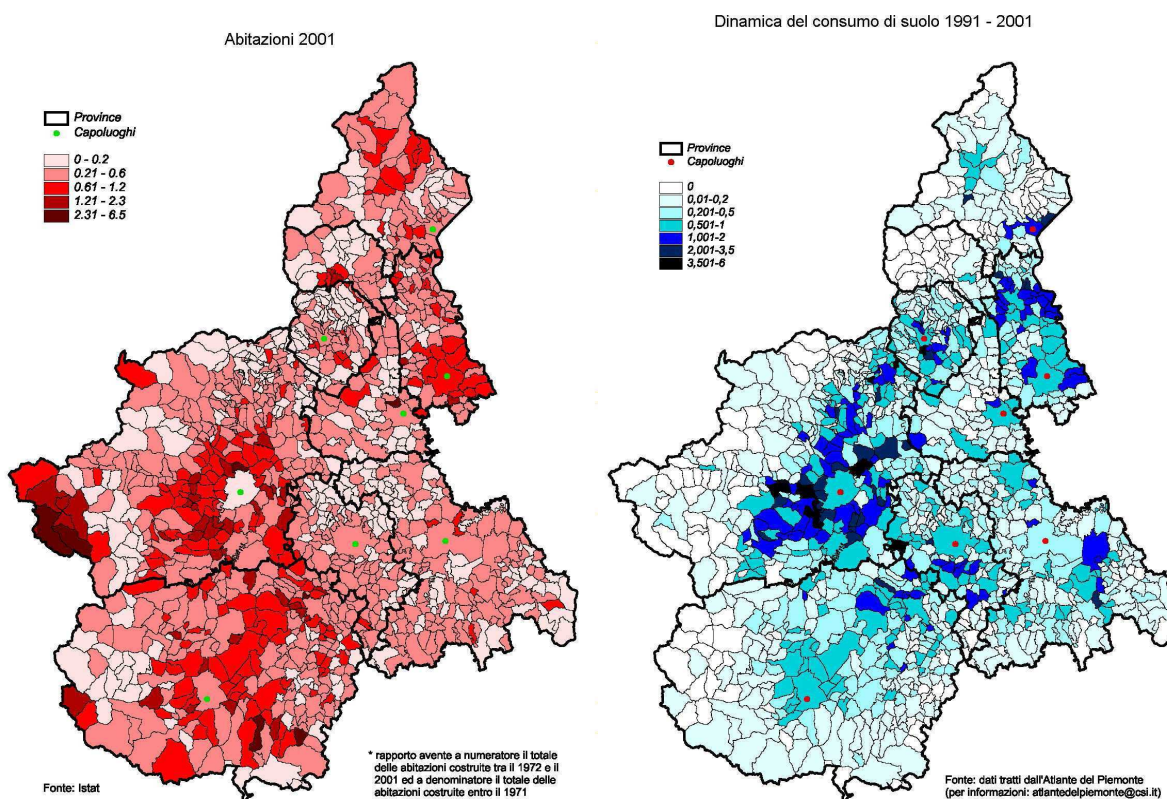 Abitazioni 2001
Province
Capoluoghi
0 - 0.2
0.21 - 0.6
0.61 - 1.2
1.21 - 2.3
2.31 - 6.5
Fonte: Istat
* rapporto avente a numeratore il totale
delle abitazioni costruite tra il 1972 e il
2001 ed a denominatore il totale delle
abitazioni costruite entro il 1971
Dinamica del consumo di suolo 1991 - 2001
Province
Capoluoghi
0
0,01-0,2
0,201-0,5
0,501-1
1,001-2
2,001-3,5
3,501-6
Fonte: dati tratti dall'Atlante del Piemonte
(per informazioni: atlantedelpiemonte@csi.it)